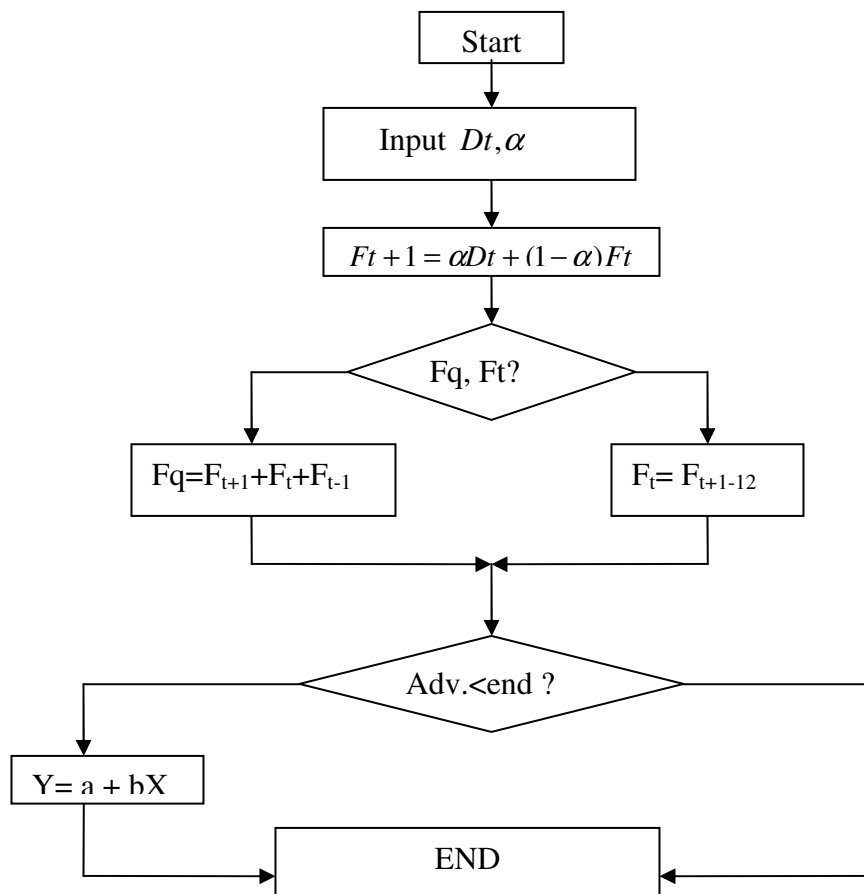 Start
Input Dt,α
Ft + 1 = αDt + (1 − α)Ft
Fq, Ft?
Fq=Fₜ₊₁+Fₜ+Fₜ₋₁
Fₜ= Fₜ₊₁₋₁₂
Adv.<end ?
Y= a + bX
END